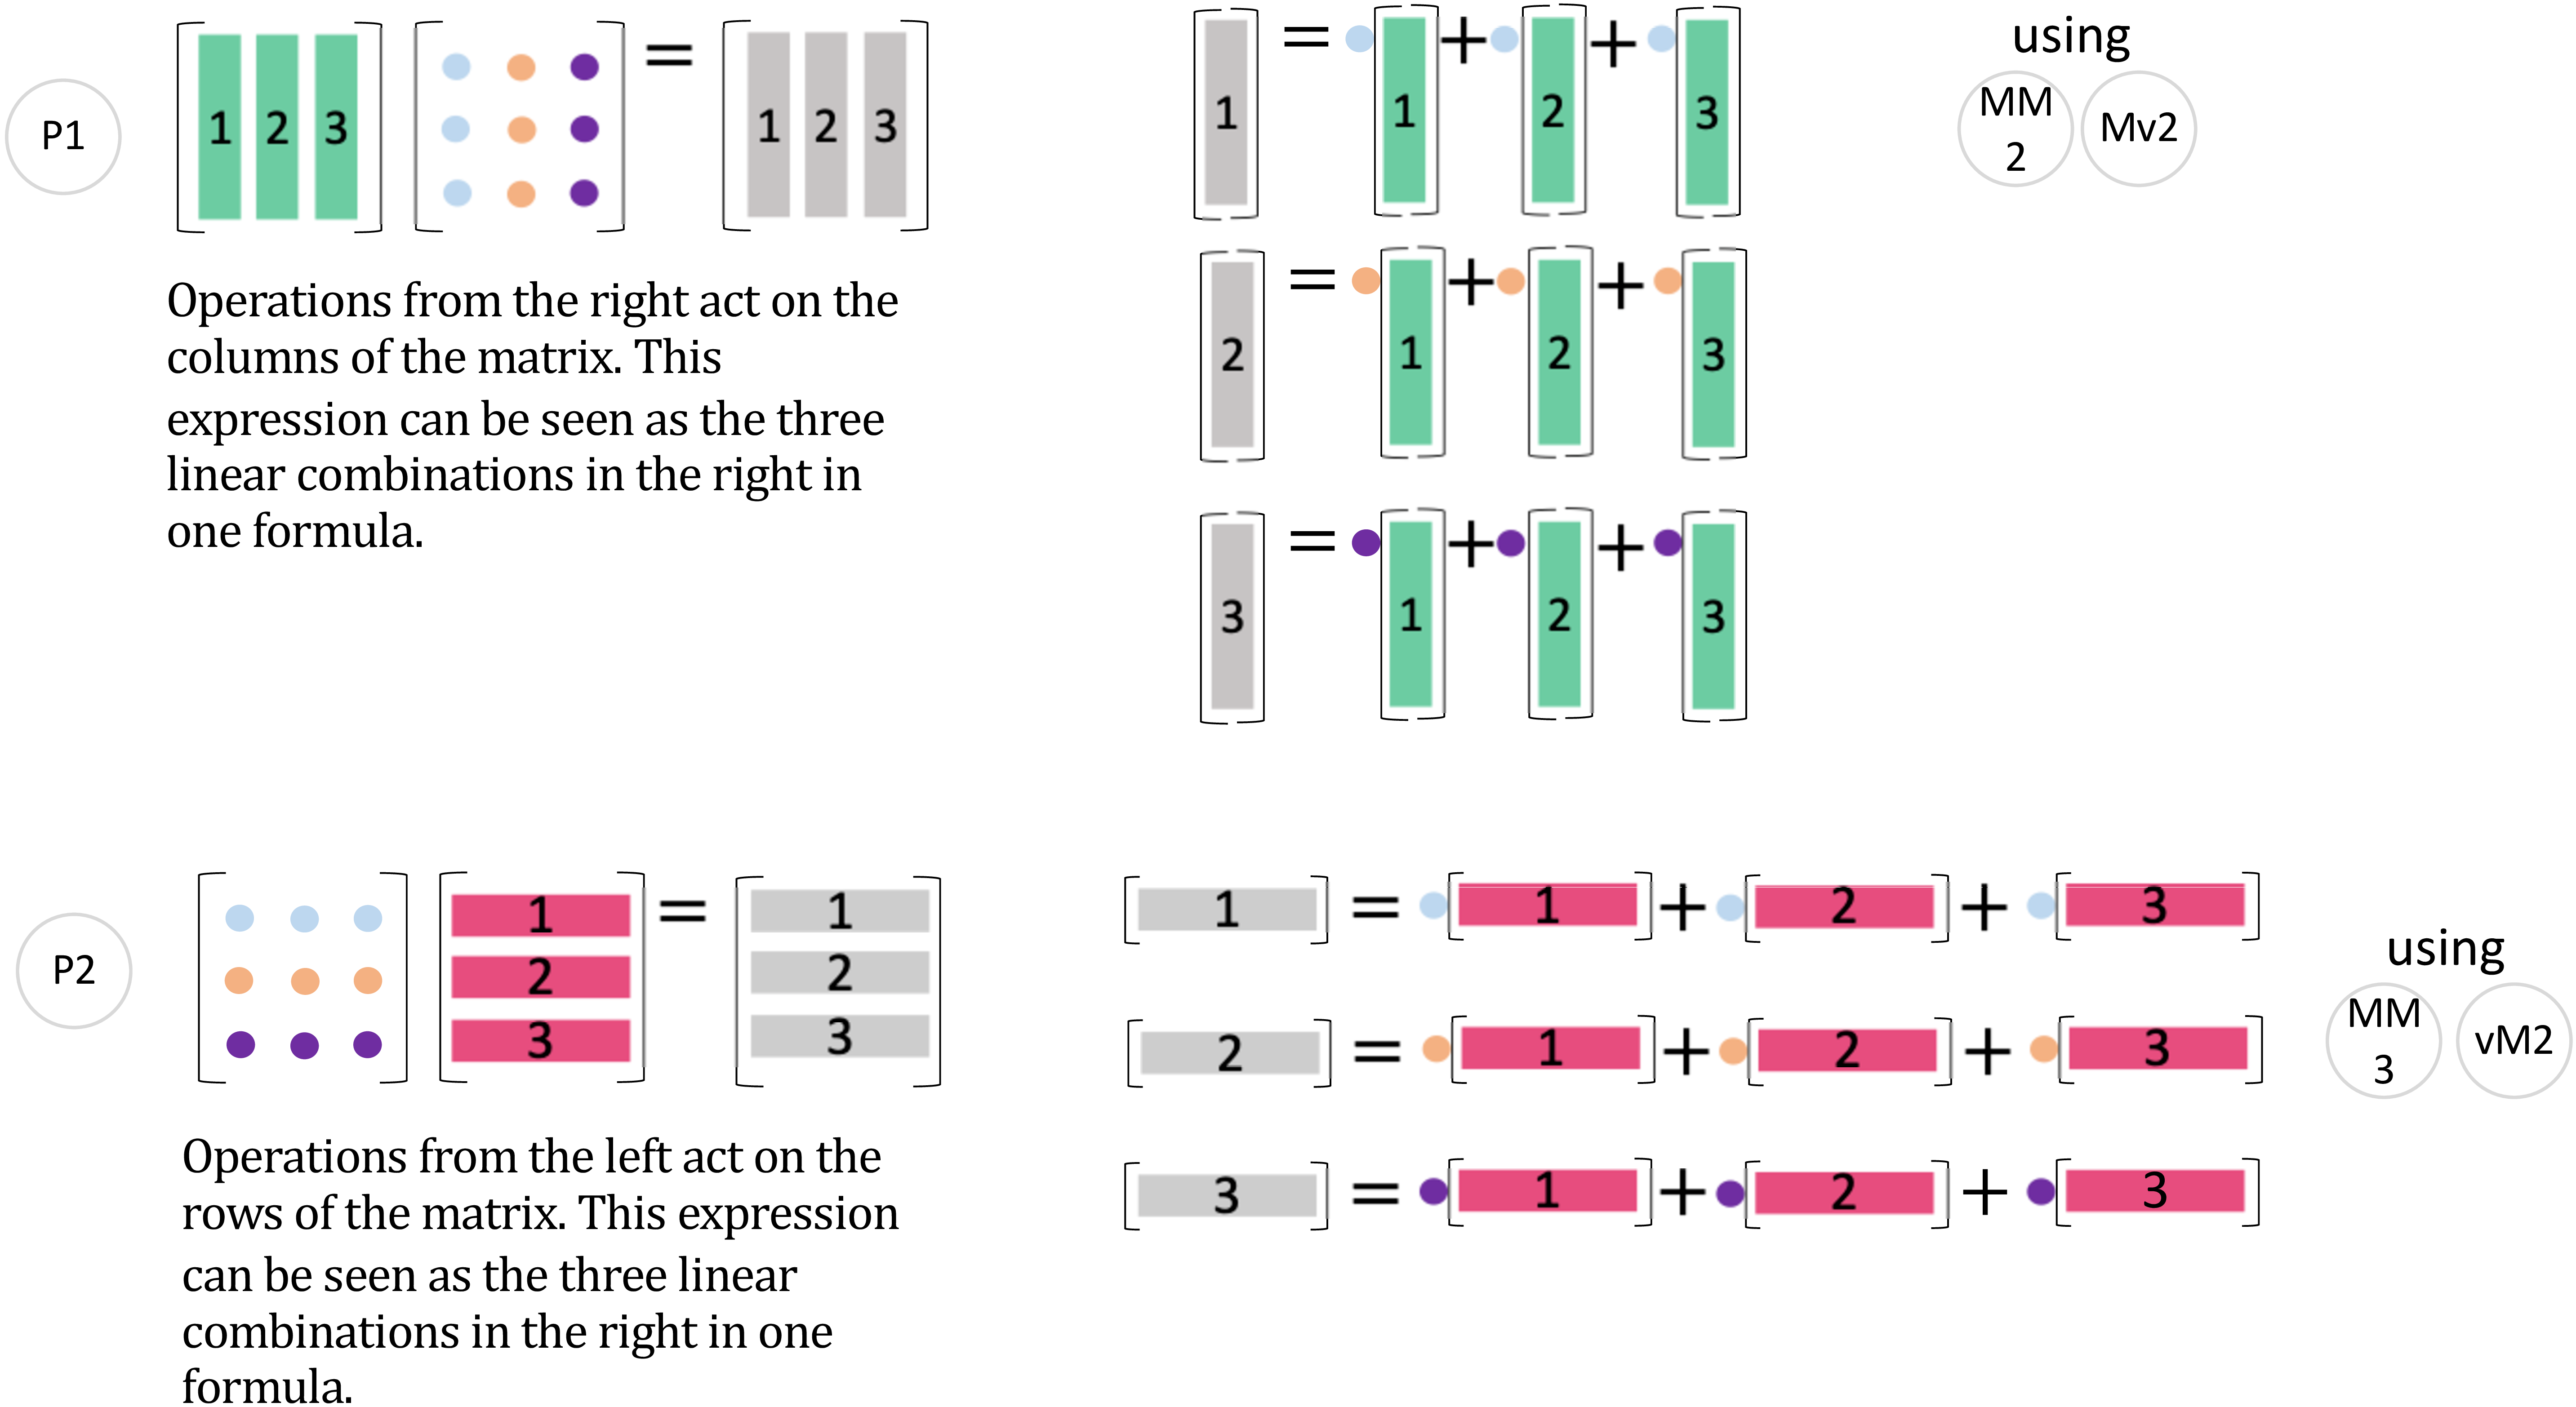 P1
1 2 3 = 1 2 3
Operations from the right act on the
columns of the matrix. This
expression can be seen as the three
linear combinations in the right in
one formula.
1 = 1 + 2 + 3
2 = 1 + 2 + 3
3 = 1 + 2 + 3
using
MM
2
Mv2
P2
1 = 1
2 2
3 3
Operations from the left act on the
rows of the matrix. This expression
can be seen as the three linear
combinations in the right in one
formula.
1 = 1 + 2 + 3
2 = 1 + 2 + 3
3 = 1 + 2 + 3
using
MM
3
vM2